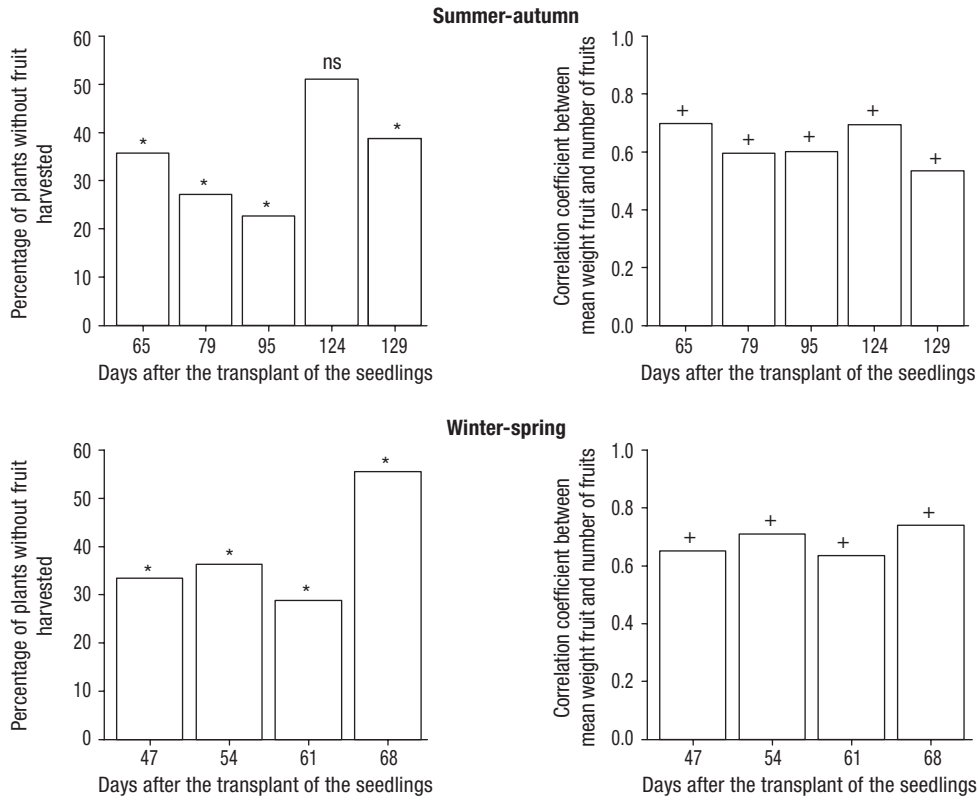 Summer-autumn
Percentage of plants without fruit
harvested
60
50
40
30
20
10
0
*
*
*
ns
*
65 79 95 124 129
Days after the transplant of the seedlings
Correlation coefficient between
mean weight fruit and number of fruits
1.0
0.8
0.6
0.4
0.2
0.0
+
+
+
+
+
65 79 95 124 129
Days after the transplant of the seedlings
Winter-spring
Percentage of plants without fruit
harvested
60
50
40
30
20
10
0
*
*
*
*
47 54 61 68
Days after the transplant of the seedlings
Correlation coefficient between
mean weight fruit and number of fruits
1.0
0.8
0.6
0.4
0.2
0.0
+
+
+
+
47 54 61 68
Days after the transplant of the seedlings